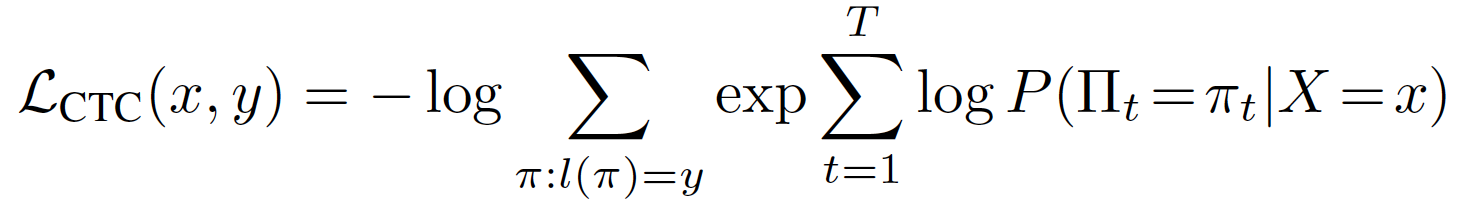 ℒ_CTC(x, y) = − log ∑_{π:l(π)=y} exp ∑_{t=1}^{T} log P(Π_t = π_t | X = x)